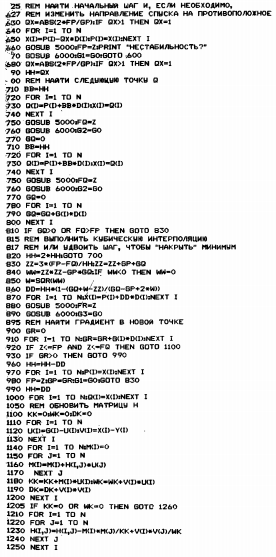 25 REM НАЙТИ НАЧАЛЬНЫЙ ШАГ И, ЕСЛИ НЕОБХОДИМО,
627 REM ИЗМЕНИТЬ НАПРАВЛЕНИЕ СПУСКА НА ПРОТИВОПОЛОЖНОЕ
630 QX=ABS(2*FP/GP):IF QX>1 THEN QX=1
640 FOR I=1 TO N
650 X(I)=P(I)-QX*D(I):P(I)=X(I):NEXT I
660 GOSUB 5000:FP=Z:PRINT "НЕСТАБИЛЬНОСТЬ?"
670 GOSUB 6000:G1=G0:GOTO 600
680 QX=ABS(2*FP/GP):IF QX>1 THEN QX=1
690 HH=QX
00 REM НАЙТИ СЛЕДУЮЩУЮ ТОЧКУ Q
710 BB=HH
720 FOR I=1 TO N
730 Q(I)=P(I)+BB*D(I):X(I)=Q(I)
740 NEXT I
750 GOSUB 5000:FQ=Z
760 GOSUB 6000:G2=G0
770 GQ=0
710 BB=HH
720 FOR I=1 TO N
730 Q(I)=P(I)+BB*D(I):X(I)=Q(I)
740 NEXT I
750 GOSUB 5000:FQ=Z
760 GOSUB 6000:G2=G0
770 GQ=0
780 FOR I=1 TO N
790 GQ=GQ+G(I)*D(I)
800 NEXT I
810 IF GQ>0 OR FQ>FP THEN GOTO 830
815 REM ВЫПОЛНИТЬ КУБИЧЕСКУЮ ИНТЕРПОЛЯЦИЮ
817 REM ИЛИ УДВОИТЬ ШАГ, ЧТОБЫ "НАКРЫТЬ" МИНИМУМ
820 HH=2*HH:GOTO 700
830 ZZ=3*(FP-FQ)/HH:ZZ=ZZ+GP+GQ
840 WW=ZZ*ZZ-GP*GQ:IF WW<0 THEN WW=0
850 W=SQR(WW)
860 DD=HH*(1-(GQ+W-ZZ)/(GQ-GP+2*W))
870 FOR I=1 TO N:X(I)=P(I)+DD*D(I):NEXT I
880 GOSUB 5000:FR=Z
890 GOSUB 6000:G3=G0
895 REM НАЙТИ ГРАДИЕНТ В НОВОЙ ТОЧКЕ
900 GR=0
910 FOR I=1 TO N:GR=GR+G(I)*D(I):NEXT I
920 IF Z<=FP AND Z<=FQ THEN GOTO 1100
930 IF GR>0 THEN GOTO 990
960 HH=HH-DD
970 FOR I=1 TO N:P(I)=X(I):NEXT I
980 FP=Z:GP=GR:G1=G0:GOTO 830
990 HH=DD
1000 FOR I=1 TO N:Q(I)=X(I):NEXT I
1050 REM ОБНОВИТЬ МАТРИЦЫ H
1100 KK=0:WK=0:DK=0
1110 FOR I=1 TO N
1120 U(I)=G(I)-U(I):V(I)=X(I)-Y(I)
1130 NEXT I
1140 FOR I=1 TO N:M(I)=0
1150 FOR J=1 TO N
1160 M(I)=M(I)+H(I,J)*U(J)
1170 NEXT J
1180 KK=KK+M(I)*U(I):WK=WK+V(I)*U(I)
1190 DK=DK+V(I)*V(I)
1200 NEXT I
1205 IF KK=0 OR WK=0 THEN GOTO 1260
1210 FOR I=1 TO N
1220 FOR J=1 TO N
1230 H(I,J)=H(I,J)-M(I)*M(J)/KK+V(I)*V(J)/WK
1240 NEXT J
1250 NEXT I